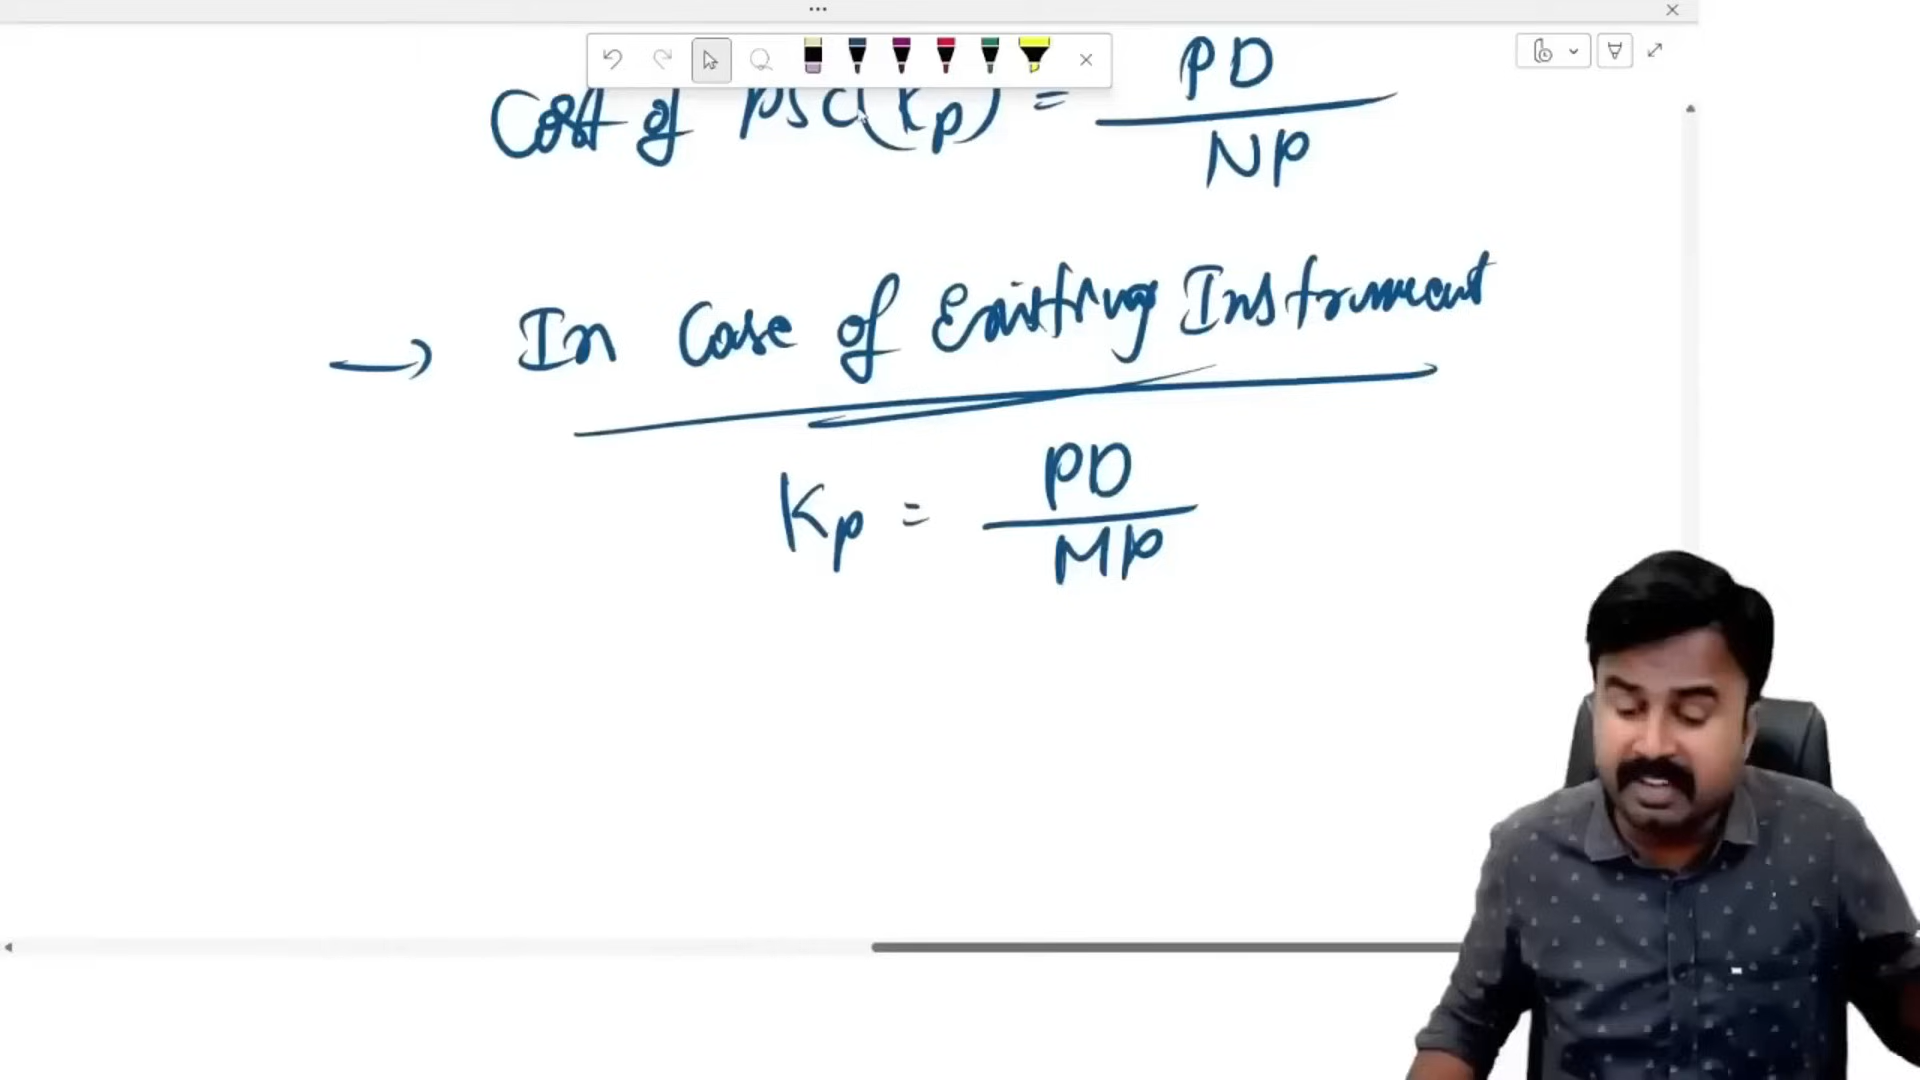 Cost of PSC(Kp) = PD
NP
→ In Case of Existing Instrument
Kp = PD
MP